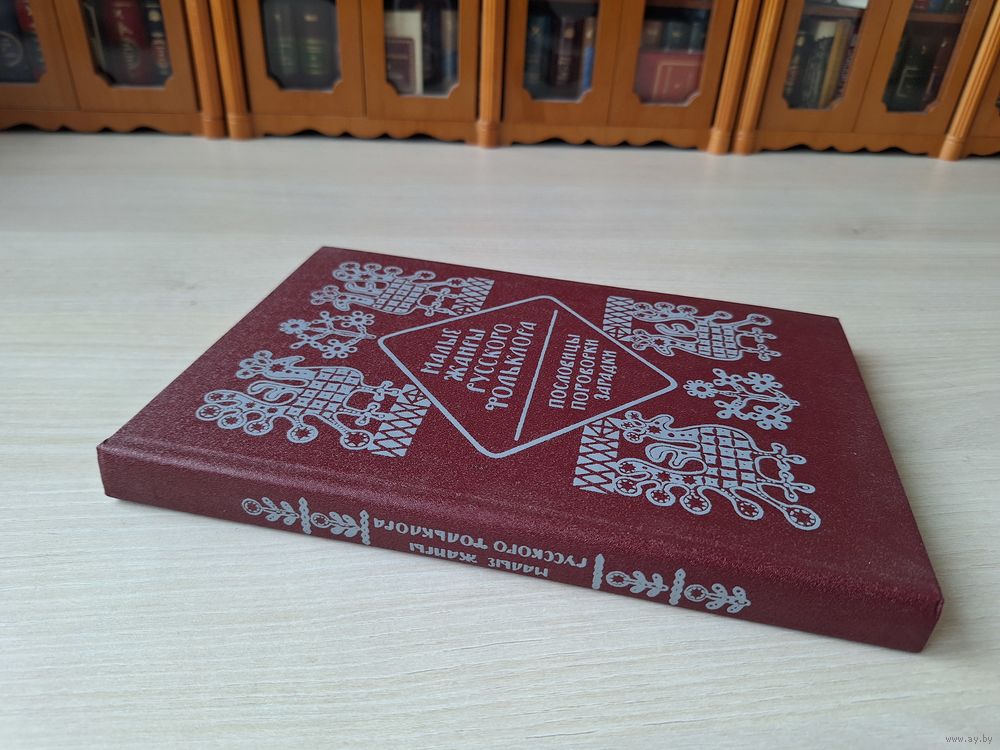 МАЛЫЕ
ЖАНРЫ
РУССКОГО
ФОЛЬКЛОРА
ПОСЛОВИЦЫ
ПОГОВОРКИ
ЗАГАДКИ
МАЛЫЕ ЖАНРЫ
РУССКОГО ФОЛЬКЛОРА
www.ay.by